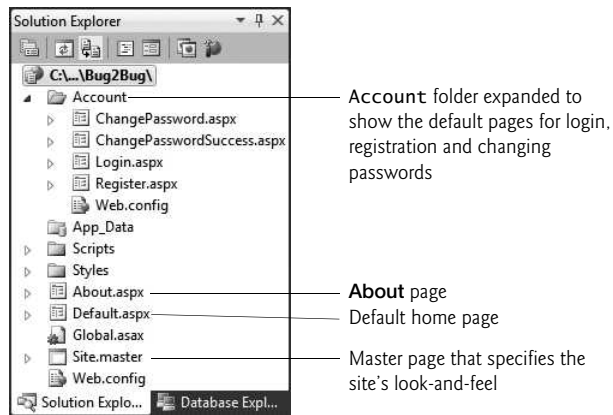 Solution Explorer
C:\...\Bug2Bug\
Account
ChangePassword.aspx
ChangePasswordSuccess.aspx
Login.aspx
Register.aspx
Web.config
App_Data
Scripts
Styles
About.aspx
Default.aspx
Global.asax
Site.master
Web.config
Solution Explo...
Database Expl...
Account folder expanded to
show the default pages for login,
registration and changing
passwords
About page
Default home page
Master page that specifies the
site's look-and-feel